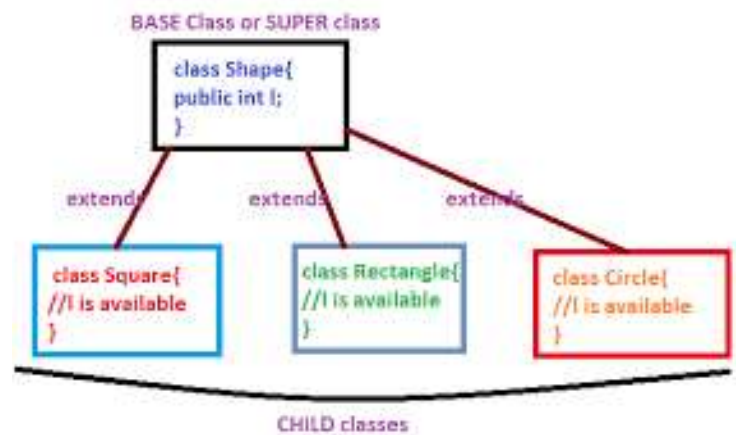 BASE Class or SUPER class
class Shape{
public int l;
}
extends extends extends
class Square{
//l is available
}
class Rectangle{
//l is available
}
class Circle{
//l is available
}
CHILD classes